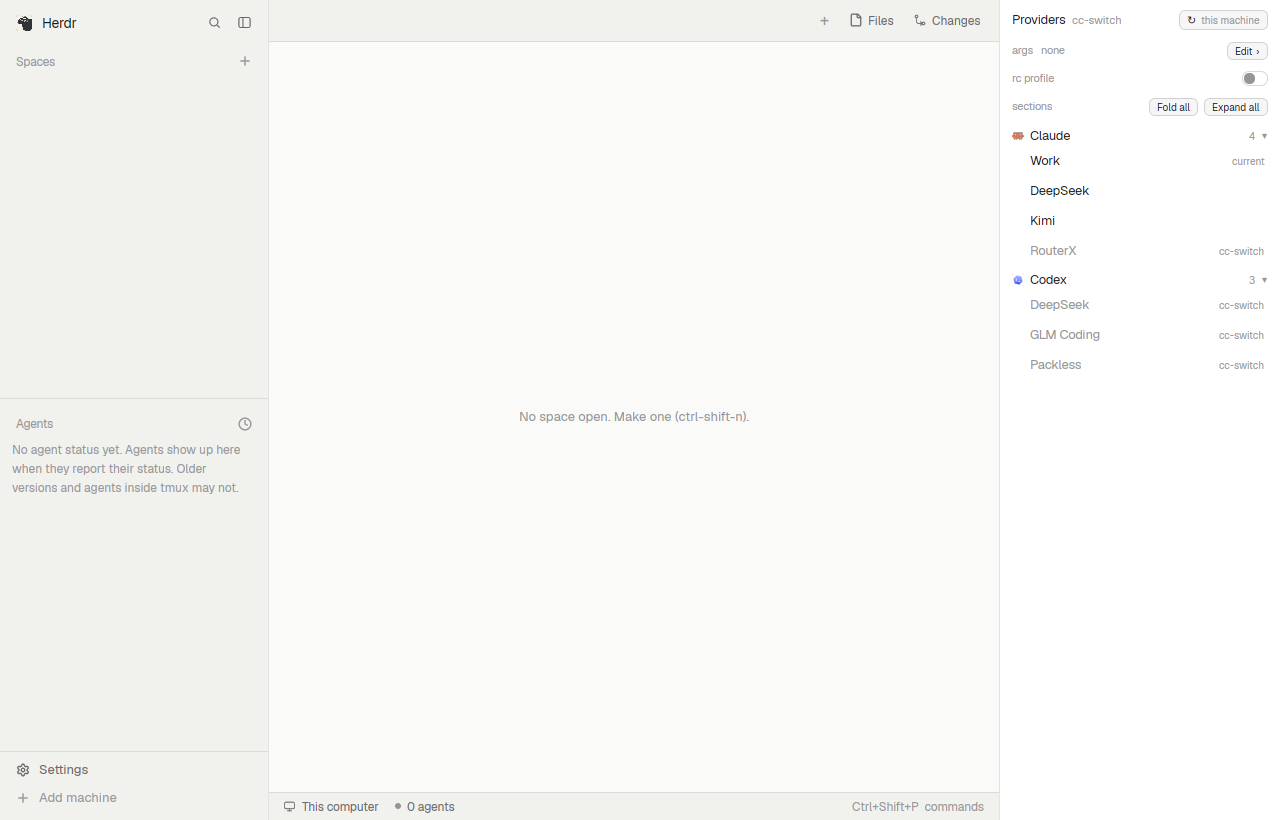 Herdr
Spaces
Agents
No agent status yet. Agents show up here
when they report their status. Older
versions and agents inside tmux may not.
Settings
Add machine
Files
Changes
No space open. Make one (ctrl-shift-n).
This computer
0 agents
Ctrl+Shift+P commands
Providers cc-switch
↻ this machine
args none
Edit ›
rc profile
sections
Fold all
Expand all
Claude 4 ▾
Work current
DeepSeek
Kimi
RouterX cc-switch
Codex 3 ▾
DeepSeek cc-switch
GLM Coding cc-switch
Packless cc-switch